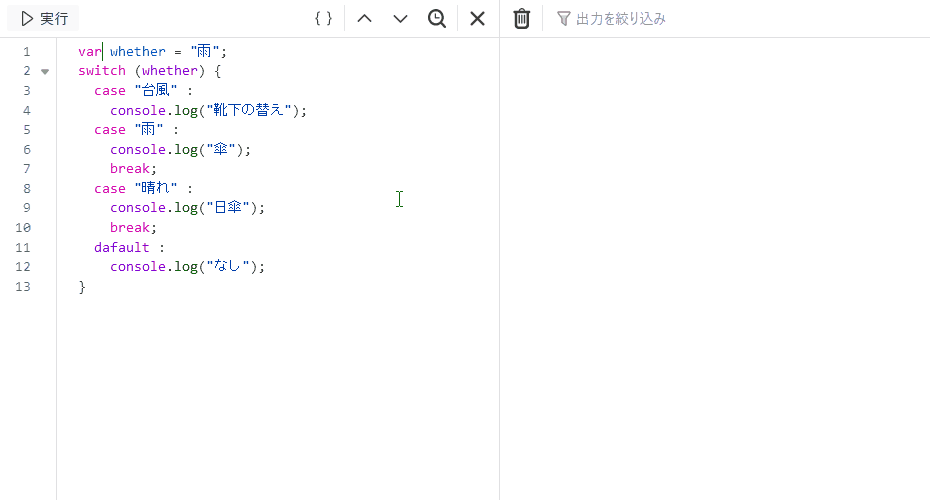 実行
{ }
出力を絞り込み
1 var whether = "雨";
2 switch (whether) {
3 case "台風" :
4 console.log("靴下の替え");
5 case "雨" :
6 console.log("傘");
7 break;
8 case "晴れ" :
9 console.log("日傘");
10 break;
11 dafault :
12 console.log("なし");
13 }